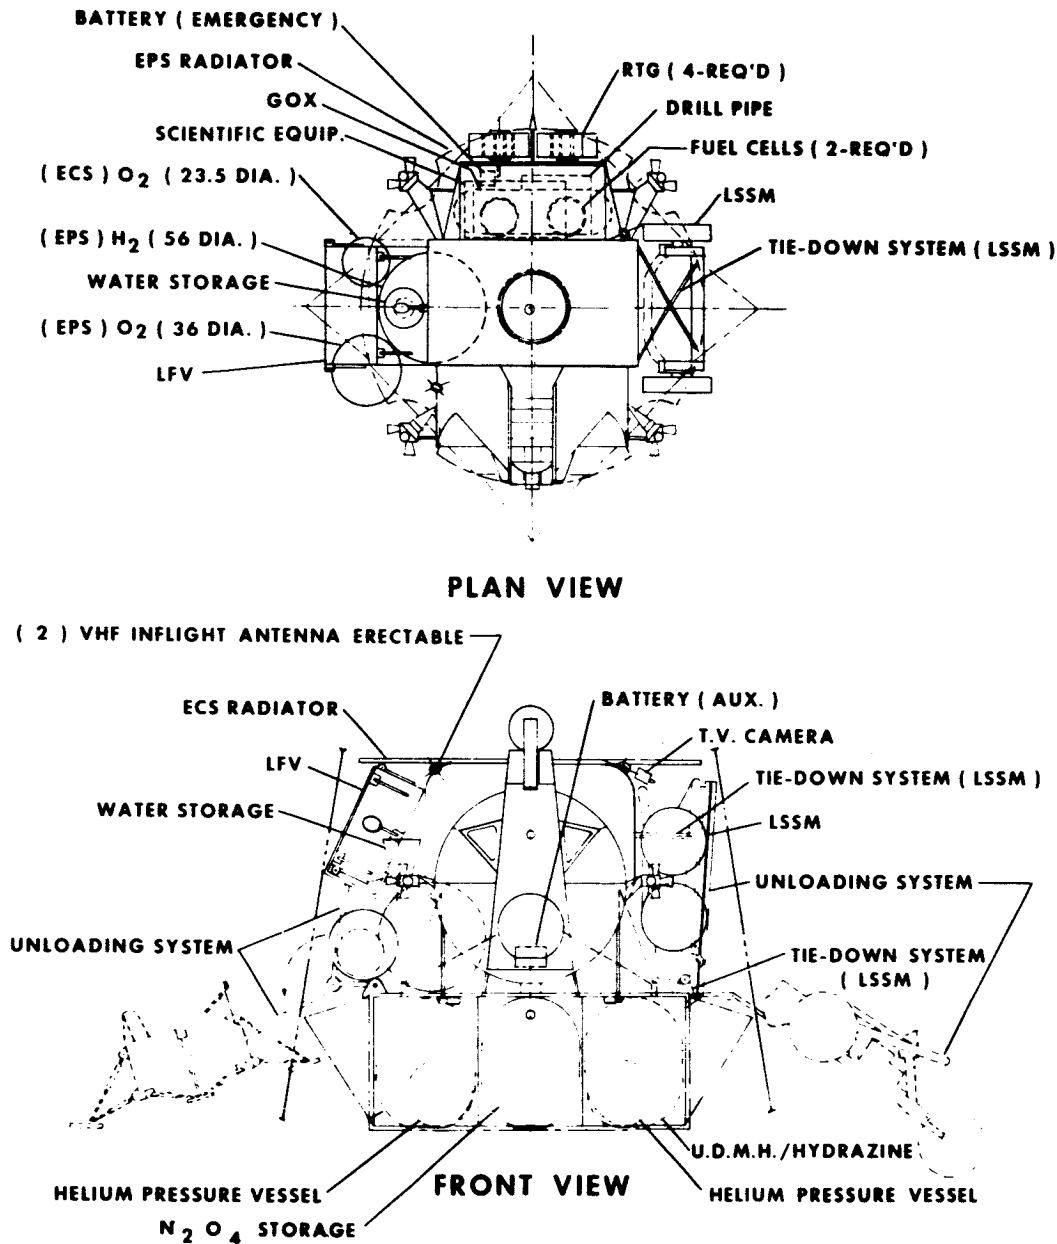 BATTERY ( EMERGENCY )
EPS RADIATOR
GOX
SCIENTIFIC EQUIP.
( ECS ) O2 ( 23.5 DIA. )
( EPS ) H2 ( 56 DIA. )
WATER STORAGE
( EPS ) O2 ( 36 DIA. )
LFV
RTG ( 4-REQ'D )
DRILL PIPE
FUEL CELLS ( 2-REQ'D )
LSSM
TIE-DOWN SYSTEM ( LSSM )
PLAN VIEW
( 2 ) VHF INFLIGHT ANTENNA ERECTABLE
ECS RADIATOR
LFV
WATER STORAGE
UNLOADING SYSTEM
BATTERY ( AUX. )
T.V. CAMERA
TIE-DOWN SYSTEM ( LSSM )
LSSM
UNLOADING SYSTEM
TIE-DOWN SYSTEM
( LSSM )
U.D.M.H./HYDRAZINE
HELIUM PRESSURE VESSEL
FRONT VIEW
HELIUM PRESSURE VESSEL
N2O4 STORAGE